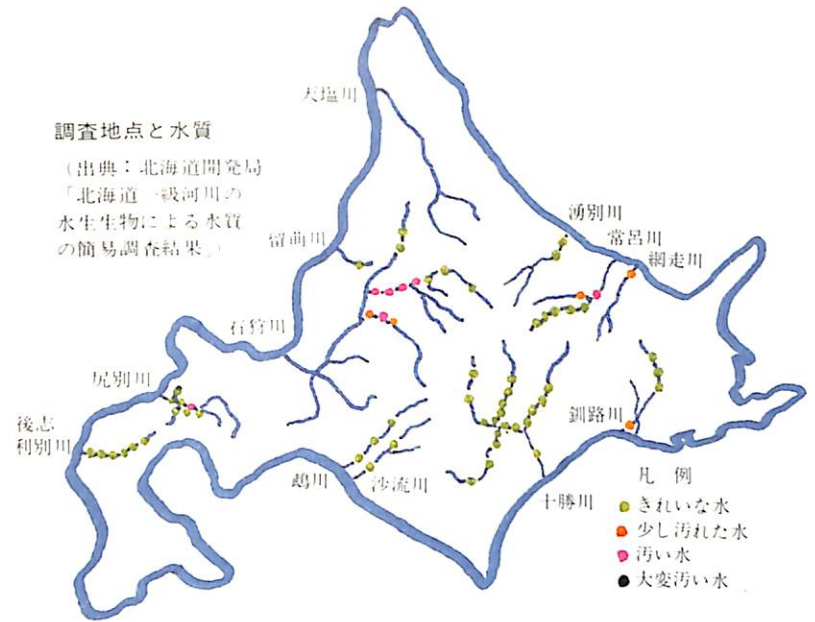 調査地点と水質
(出典:北海道開発局
「北海道一級河川の
水生生物による水質
の簡易調査結果」)
天塩川
留萌川
石狩川
尻別川
後志
利別川
鵡川
沙流川
十勝川
釧路川
湧別川
常呂川
網走川
凡例
きれいな水
少し汚れた水
汚い水
大変汚い水